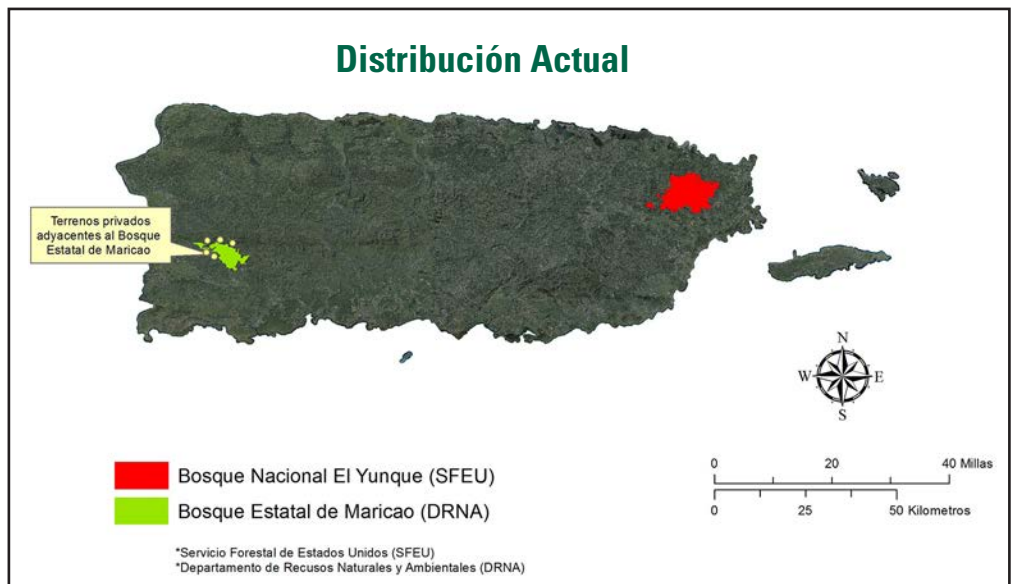 Distribución Actual
Terrenos privados
adyacentes al Bosque
Estatal de Maricao
N
W E
S
Bosque Nacional El Yunque (SFEU)
Bosque Estatal de Maricao (DRNA)
0 20 40 Millas
0 25 50 Kilometros
*Servicio Forestal de Estados Unidos (SFEU)
*Departamento de Recusos Naturales y Ambientales (DRNA)